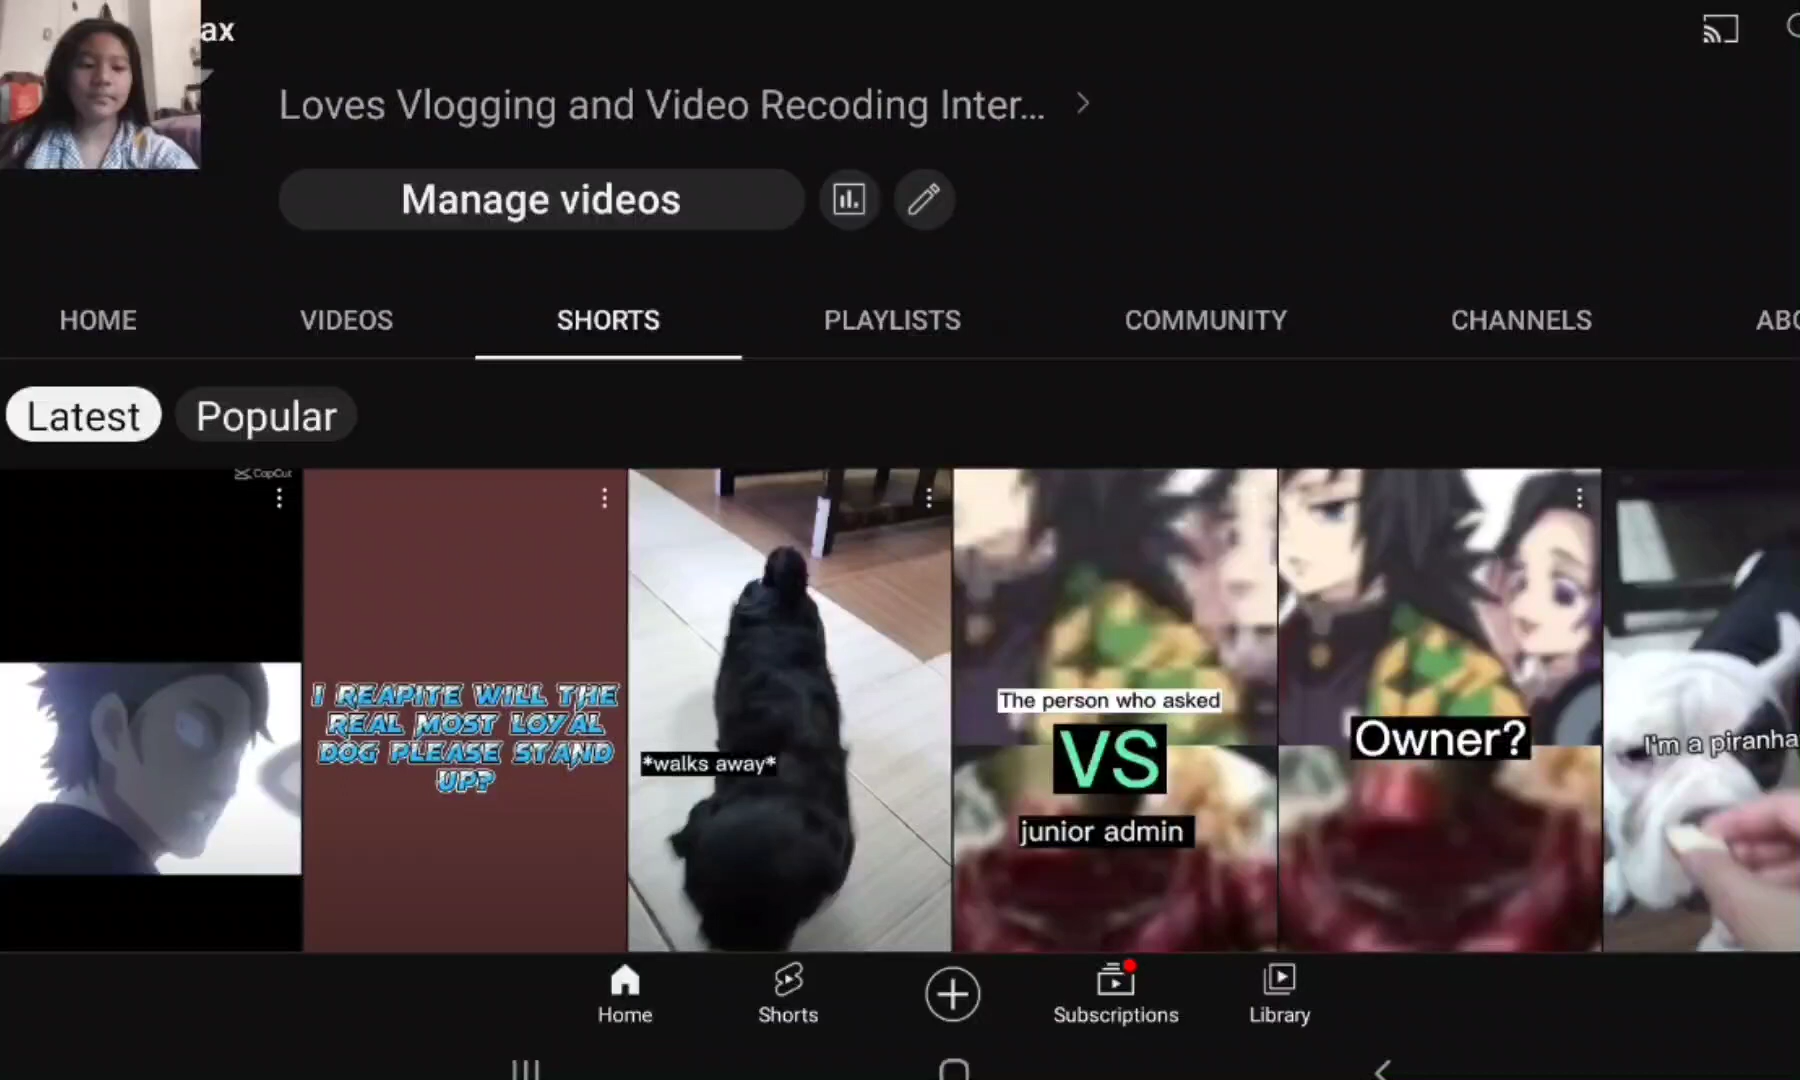 ax
Loves Vlogging and Video Recoding Inter...
Manage videos
HOME
VIDEOS
SHORTS
PLAYLISTS
COMMUNITY
CHANNELS
ABO
Latest
Popular
CapCut
I REAPITE WILL THE
REAL MOST LOYAL
DOG PLEASE STAND
UP?
*walks away*
The person who asked
VS
junior admin
Owner?
I'm a piranha
Home
Shorts
Subscriptions
Library